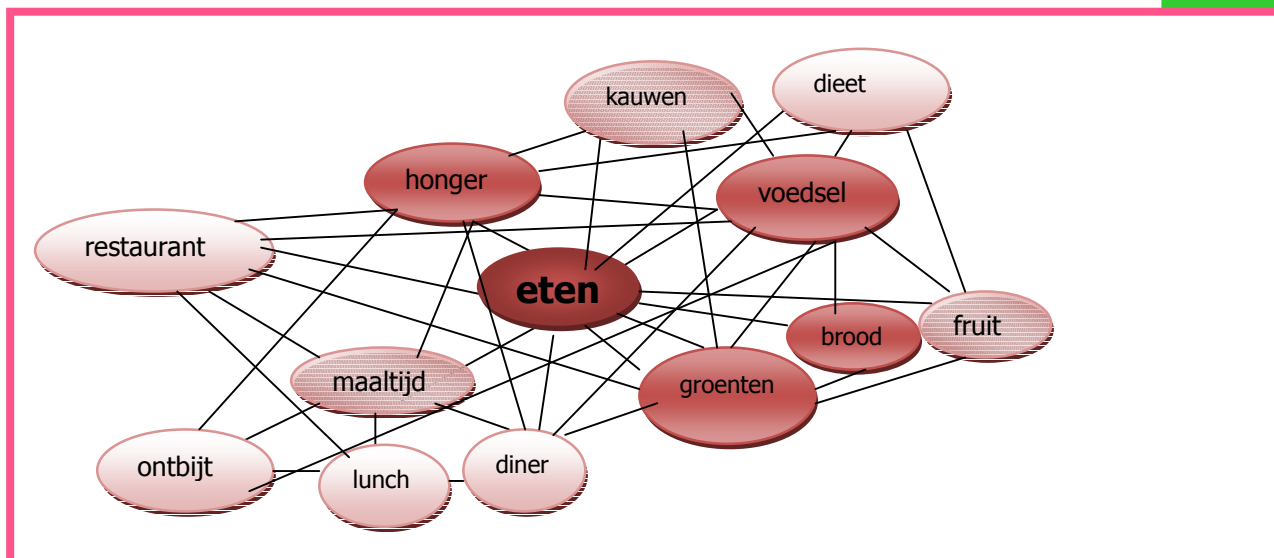 dieet
kauwen
honger
voedsel
restaurant
eten
fruit
brood
maaltijd
groenten
ontbijt
lunch
diner